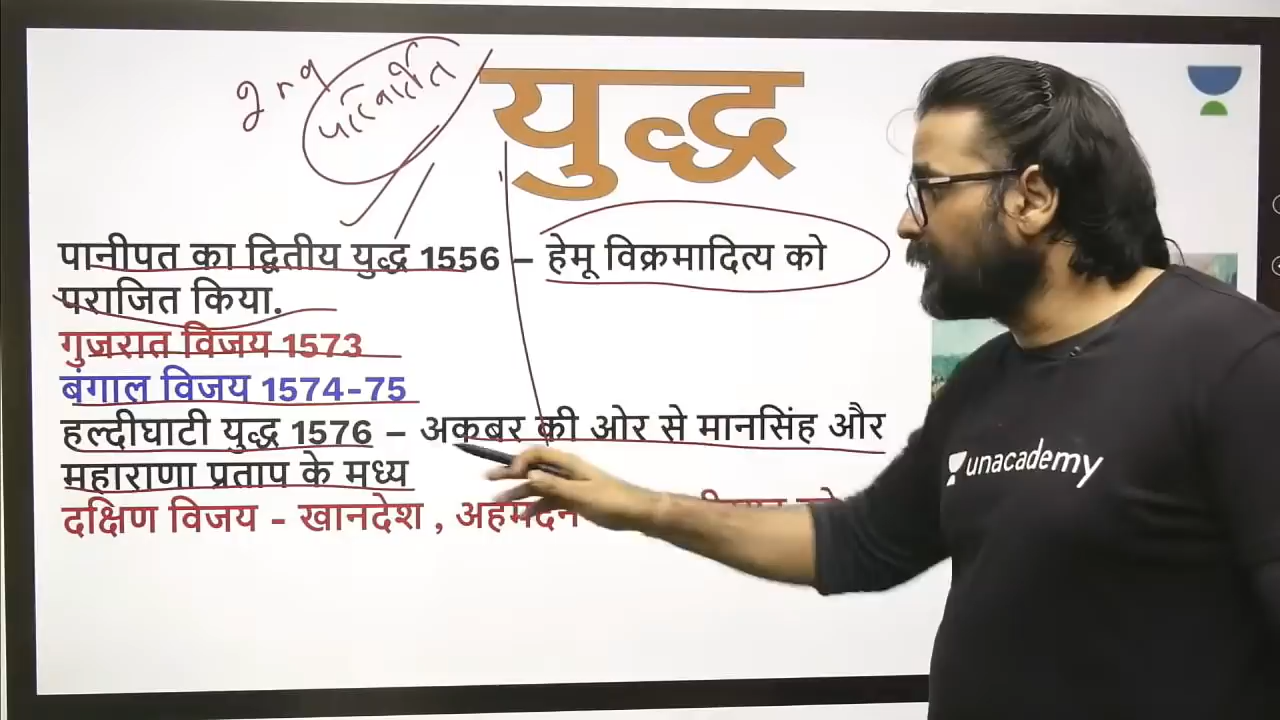 युद्ध
पानीपत का द्वितीय युद्ध 1556 – हेमू विक्रमादित्य को
पराजित किया.
गुजरात विजय 1573
बंगाल विजय 1574-75
हल्दीघाटी युद्ध 1576 – अकबर की ओर से मानसिंह और
महाराणा प्रताप के मध्य
दक्षिण विजय - खानदेश ,
unacademy